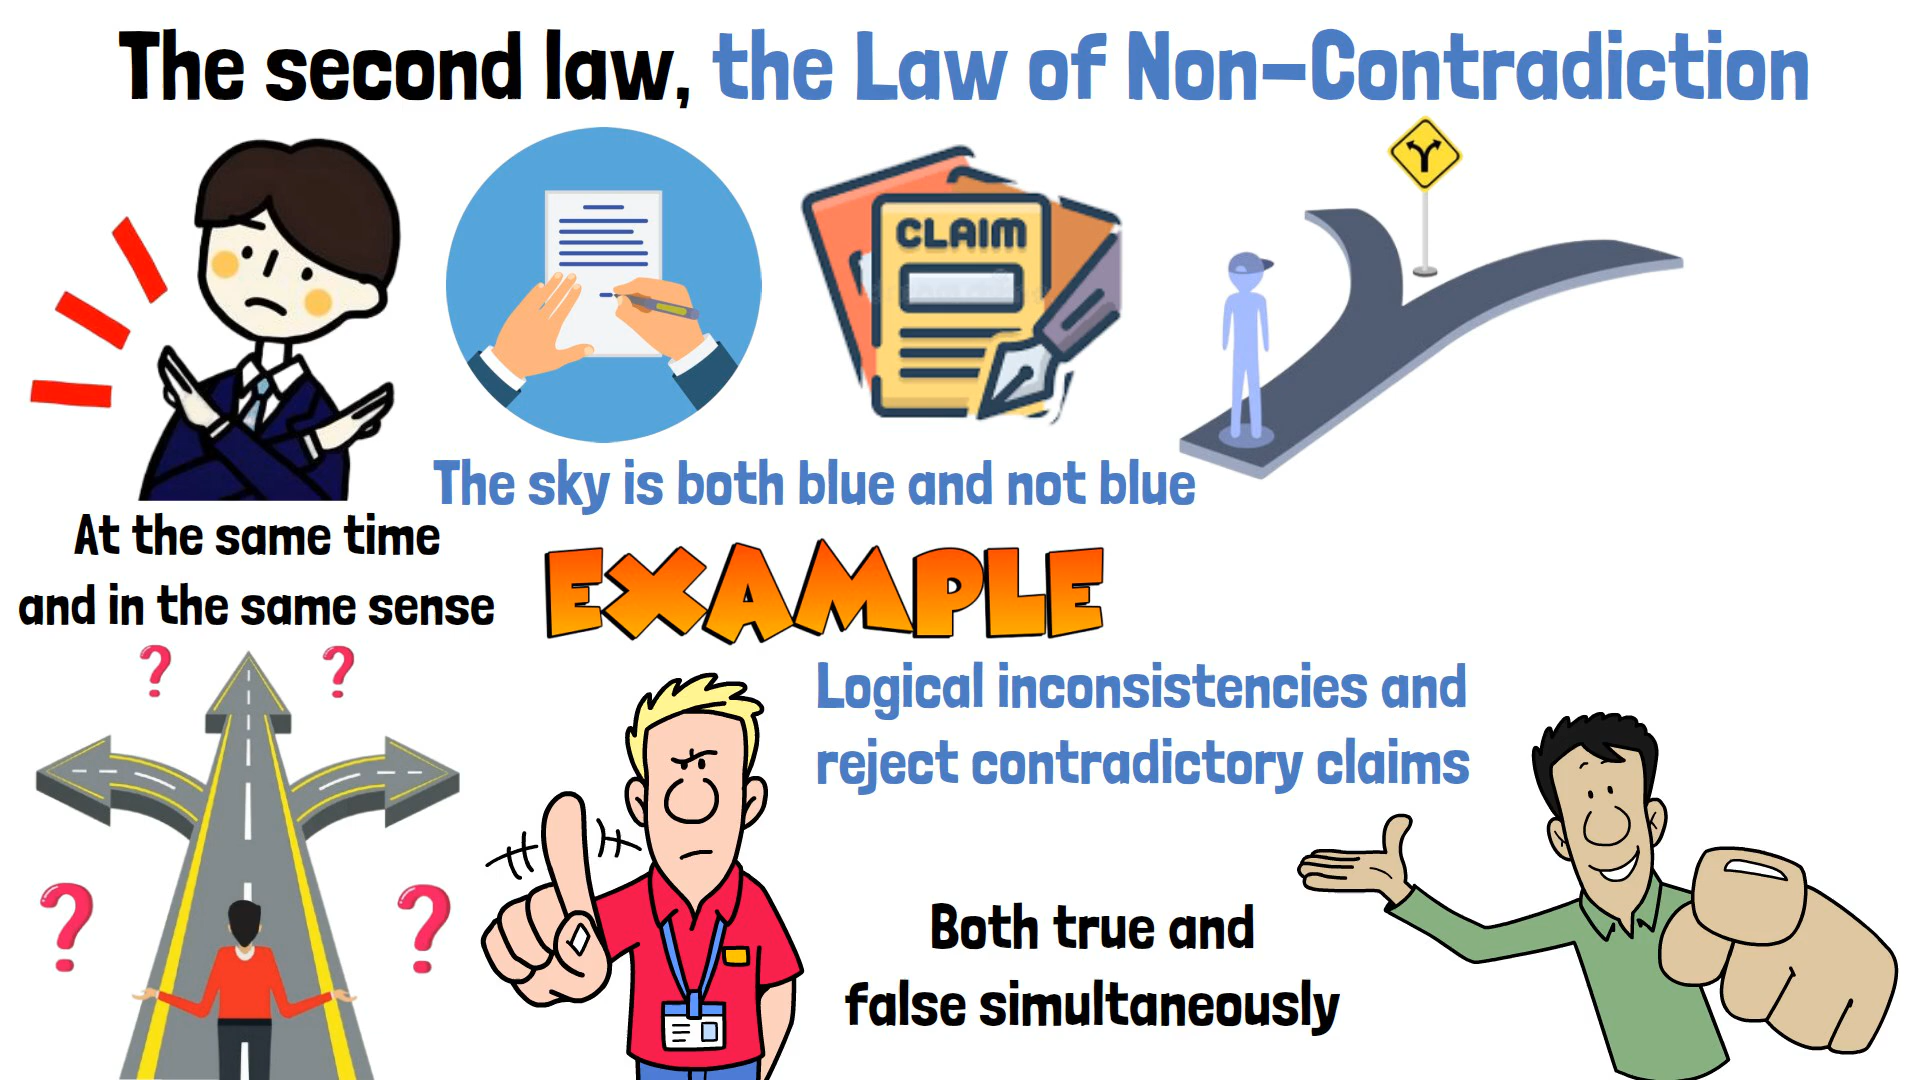 The second law, the Law of Non-Contradiction
CLAIM
The sky is both blue and not blue
At the same time
and in the same sense
EXAMPLE
Logical inconsistencies and
reject contradictory claims
Both true and
false simultaneously
? ?
? ?